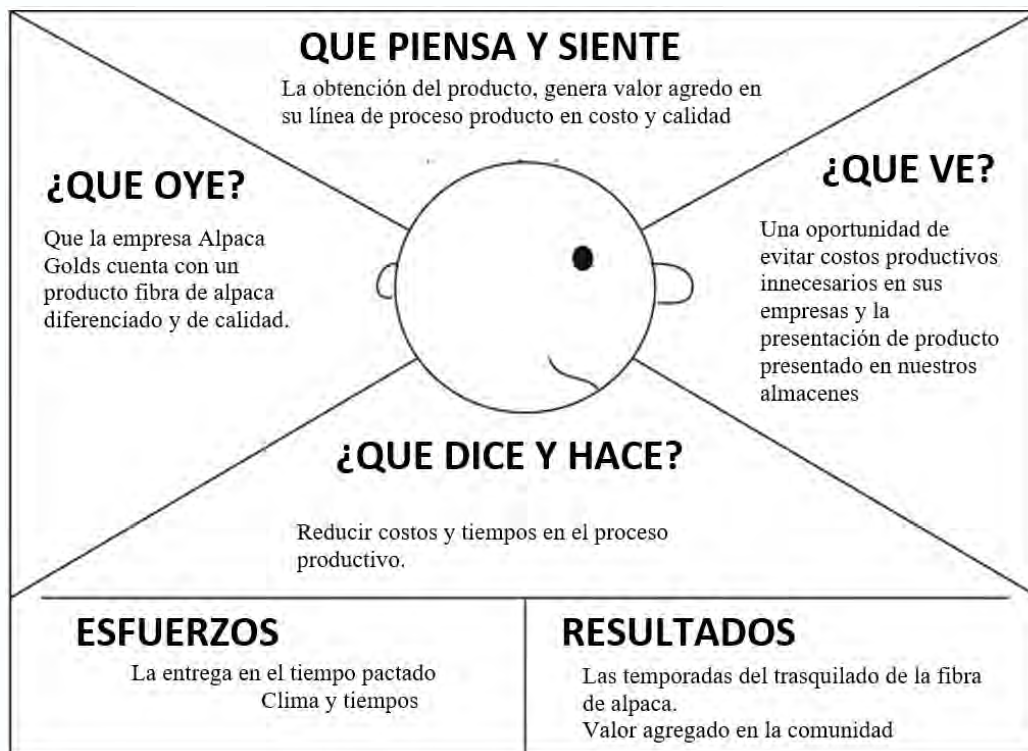 QUE PIENSA Y SIENTE
La obtención del producto, genera valor agredo en
su línea de proceso producto en costo y calidad
¿QUE OYE?
Que la empresa Alpaca
Golds cuenta con un
producto fibra de alpaca
diferenciado y de calidad.
¿QUE VE?
Una oportunidad de
evitar costos productivos
innecesarios en sus
empresas y la
presentación de producto
presentado en nuestros
almacenes
¿QUE DICE Y HACE?
Reducir costos y tiempos en el proceso
productivo.
ESFUERZOS
La entrega en el tiempo pactado
Clima y tiempos
RESULTADOS
Las temporadas del trasquilado de la fibra
de alpaca.
Valor agregado en la comunidad